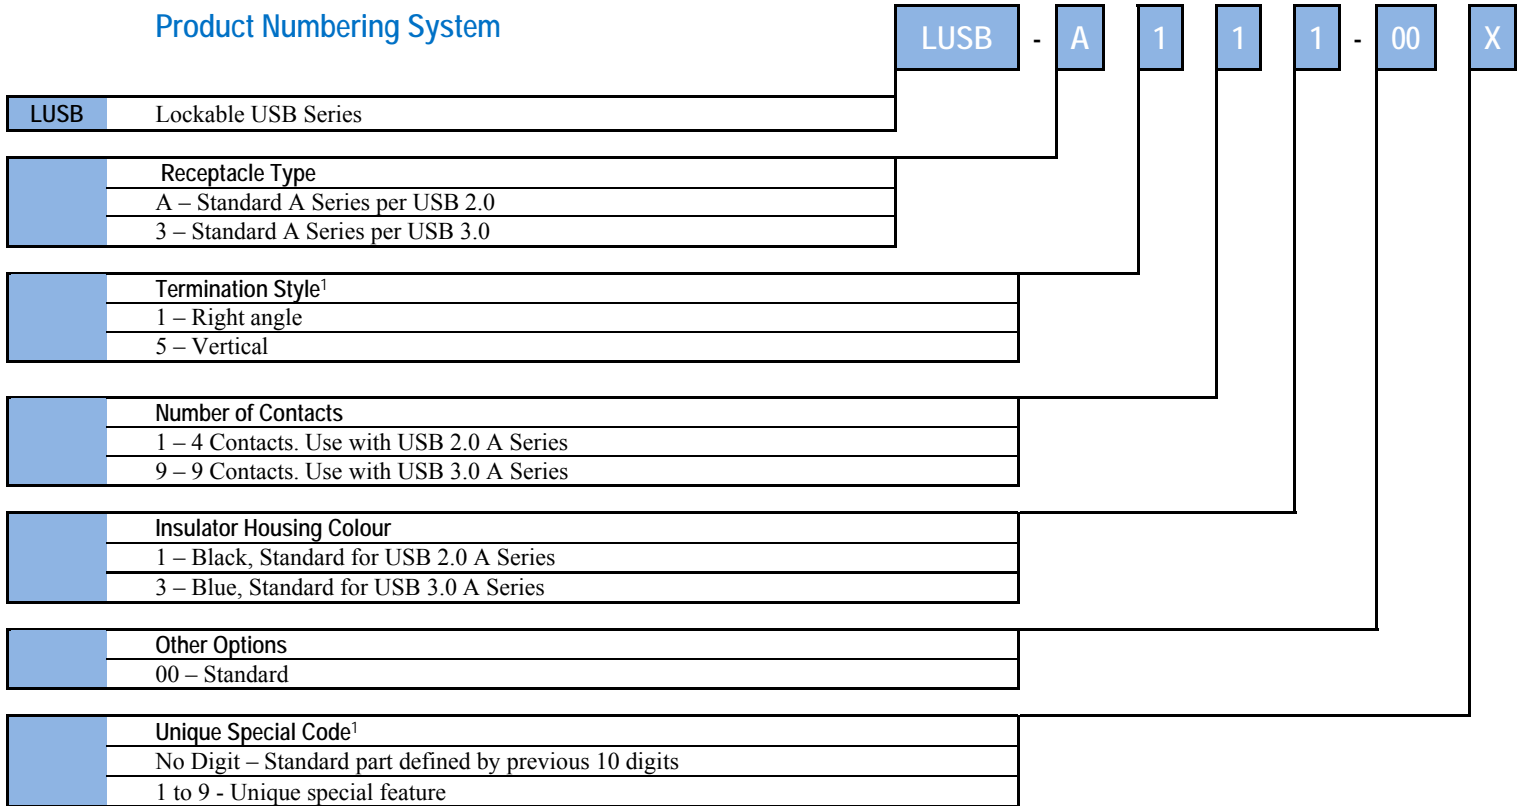 Product Numbering System
LUSB - A 1 1 1 - 00 X
LUSB Lockable USB Series
Receptacle Type
A – Standard A Series per USB 2.0
3 – Standard A Series per USB 3.0
Termination Style¹
1 – Right angle
5 – Vertical
Number of Contacts
1 – 4 Contacts. Use with USB 2.0 A Series
9 – 9 Contacts. Use with USB 3.0 A Series
Insulator Housing Colour
1 – Black, Standard for USB 2.0 A Series
3 – Blue, Standard for USB 3.0 A Series
Other Options
00 – Standard
Unique Special Code¹
No Digit – Standard part defined by previous 10 digits
1 to 9 - Unique special feature